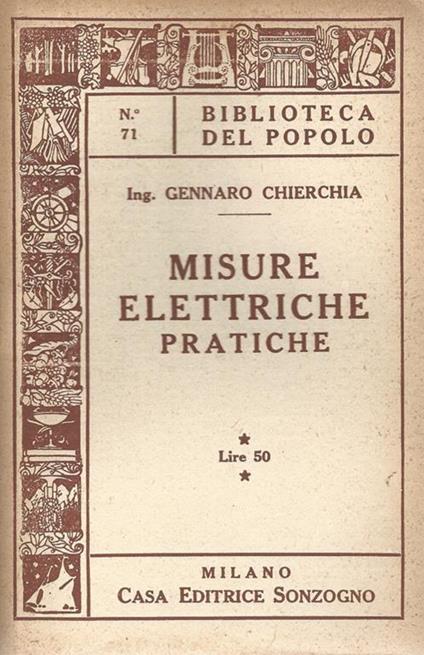 N.º
71
BIBLIOTECA
DEL POPOLO
Ing. GENNARO CHIERCHIA
MISURE
ELETTRICHE
PRATICHE
Lire 50
MILANO
CASA EDITRICE SONZOGNO